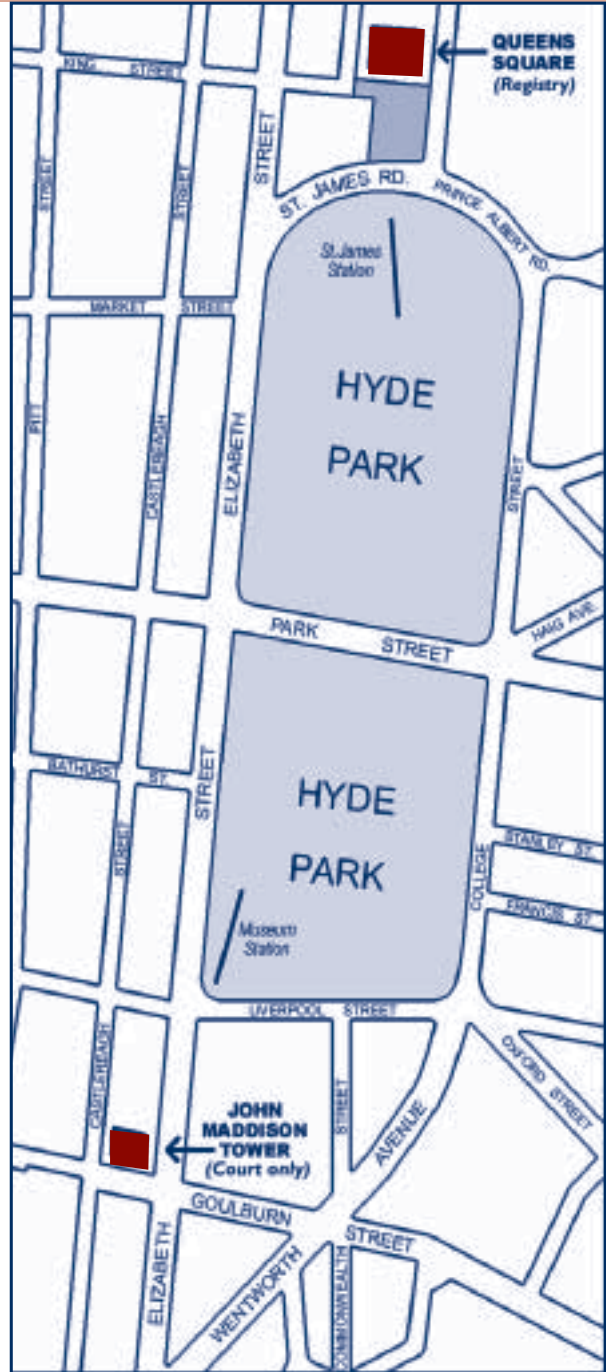 QUEENS
SQUARE
(Registry)
KING STREET
STREET
STREET
STREET
ST. JAMES RD.
PRINCE ALBERT RD.
St.James
Station
MARKET STREET
HYDE
PARK
PITT
CASTLEREAGH
ELIZABETH
STREET
HAIG AVE.
PARK STREET
BATHURST ST.
STREET
STREET
HYDE
PARK
STANLEY ST.
COLLEGE
FRANCIS ST.
Museum
Station
LIVERPOOL STREET
OXFORD STREET
CASTLEREAGH
JOHN
MADDISON
TOWER
(Court only)
STREET
AVENUE
GOULBURN STREET
ELIZABETH
WENTWORTH
COMMONWEALTH